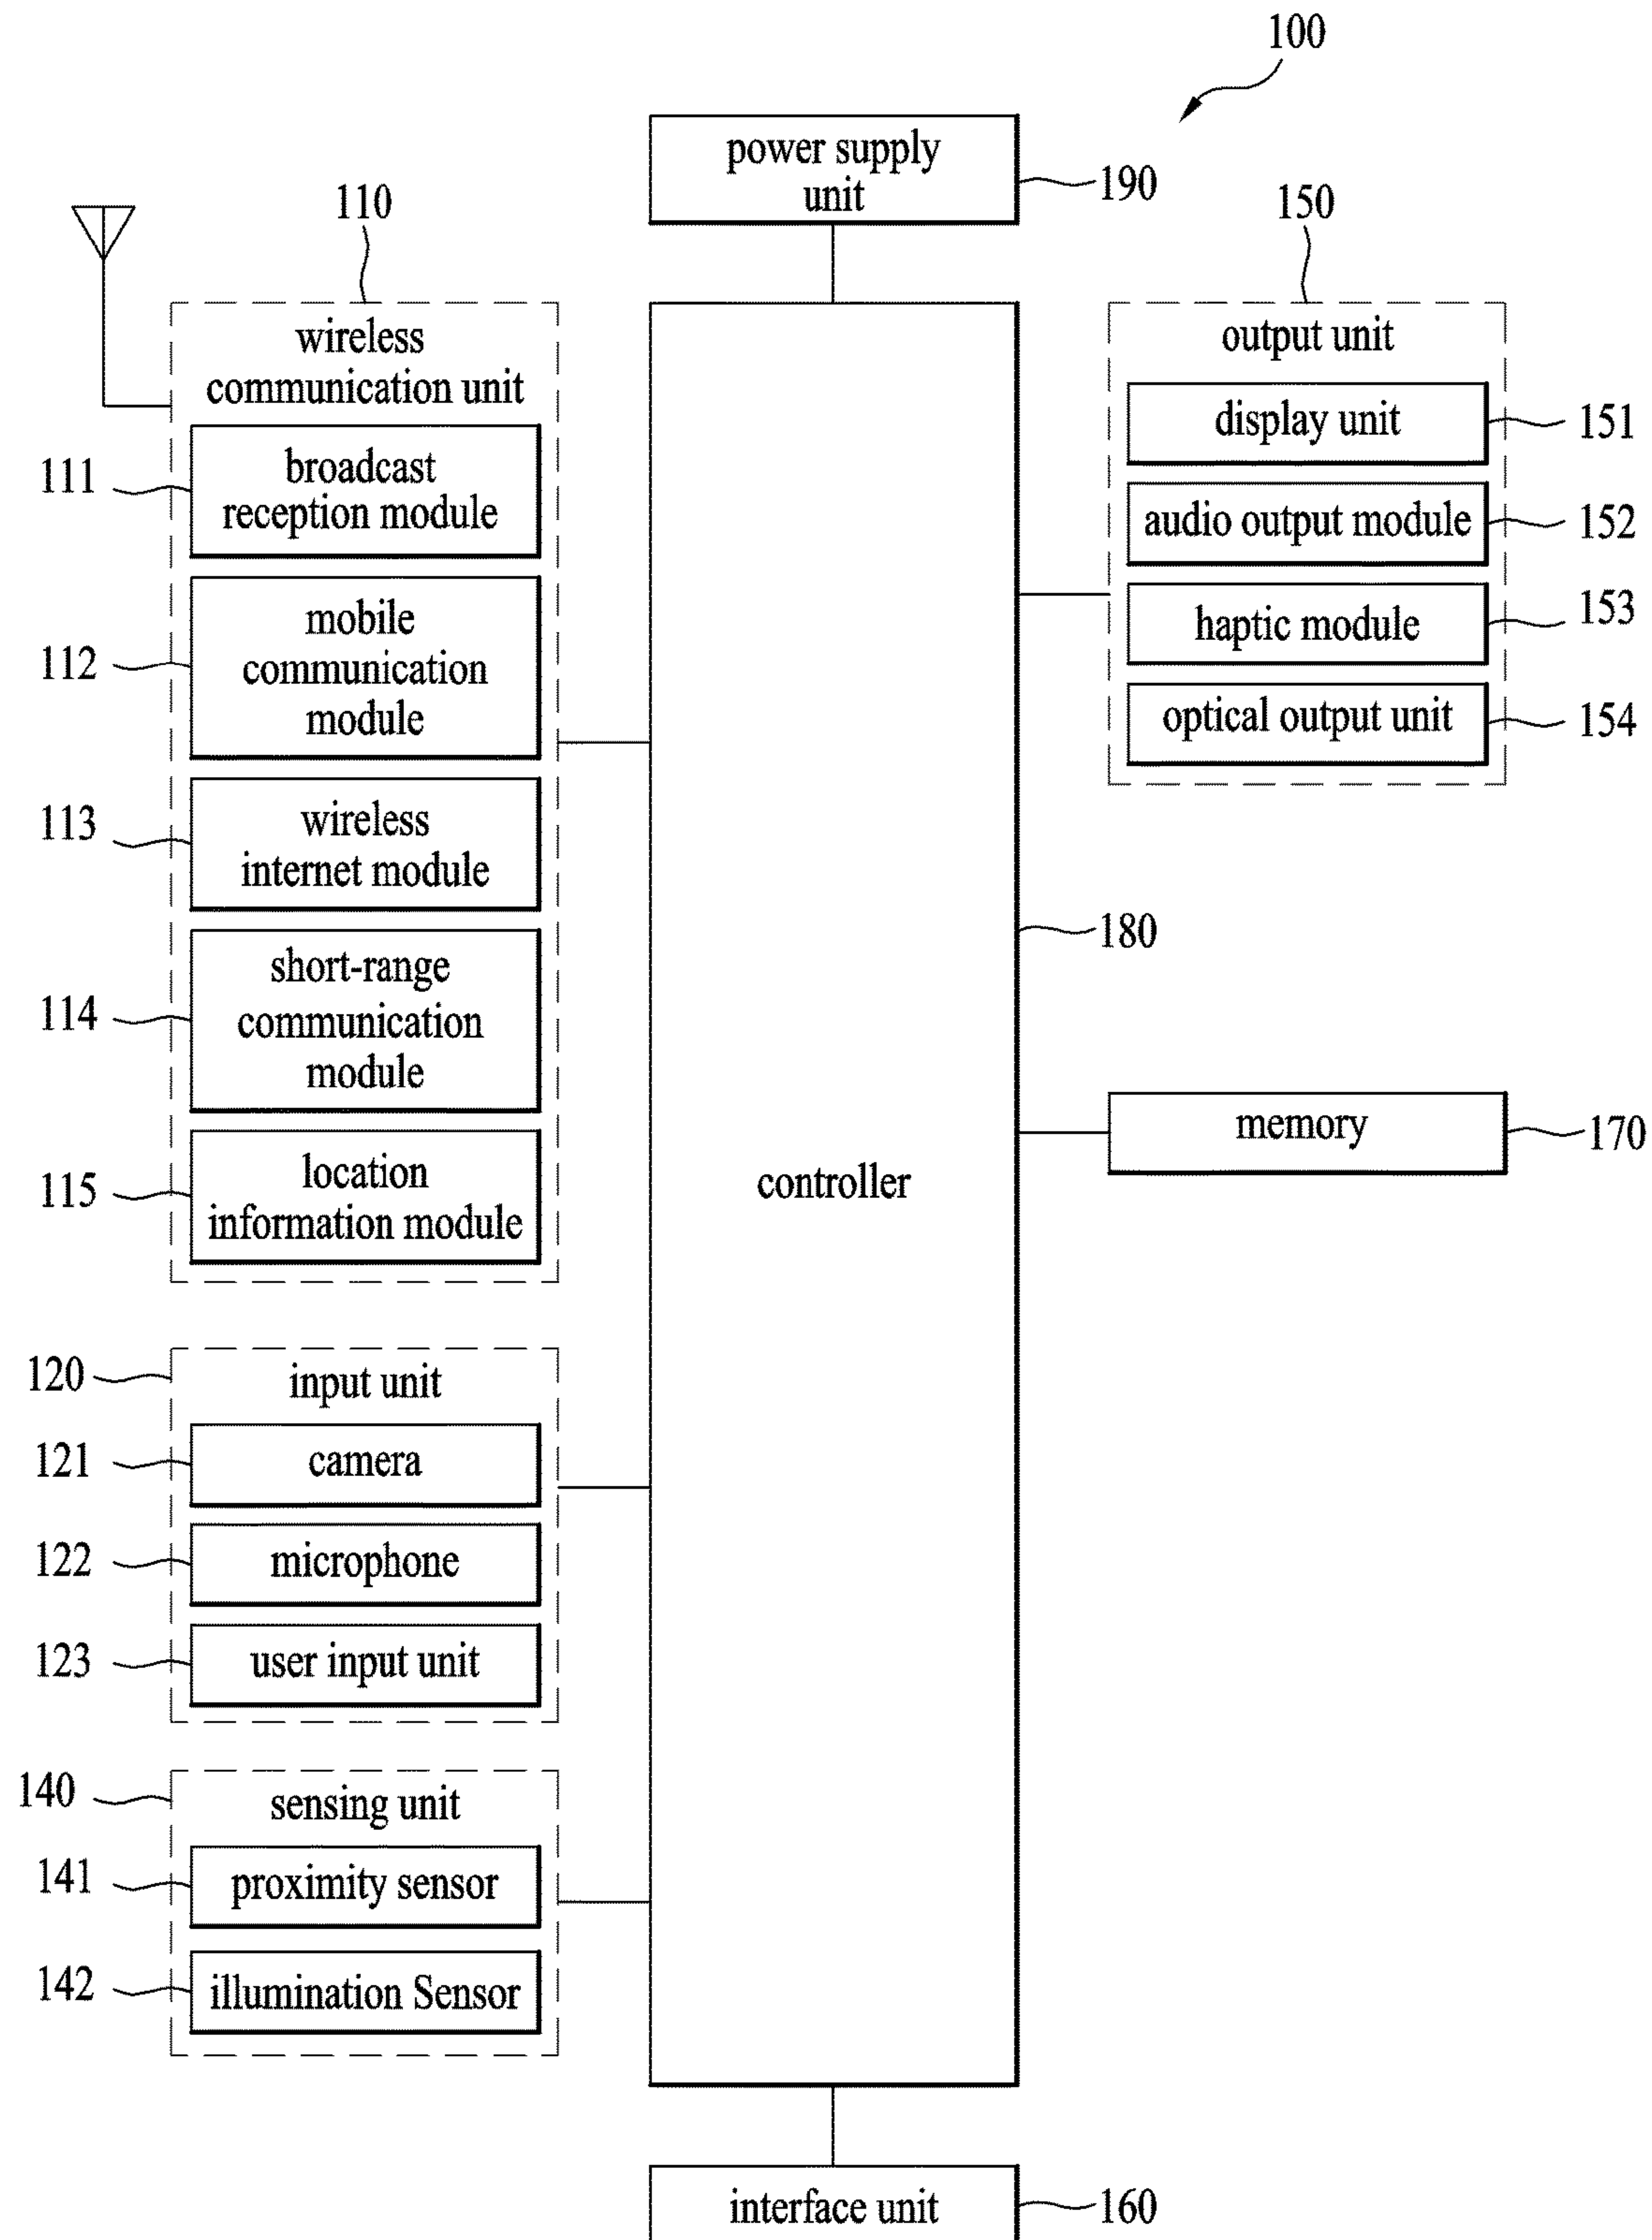 100
power supply
unit
190
110
wireless
communication unit
111
broadcast
reception module
112
mobile
communication
module
113
wireless
internet module
114
short-range
communication
module
115
location
information module
120
input unit
121
camera
122
microphone
123
user input unit
140
sensing unit
141
proximity sensor
142
illumination Sensor
controller
180
150
output unit
display unit
151
audio output module
152
haptic module
153
optical output unit
154
memory
170
interface unit
160